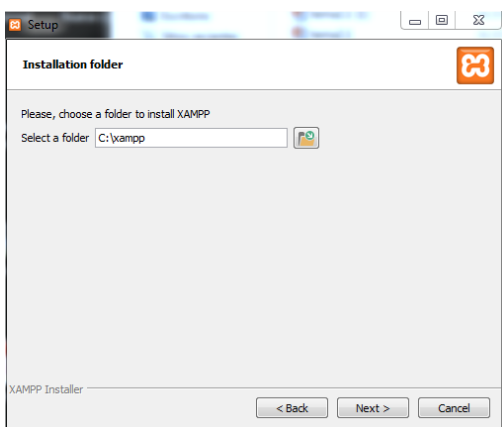 Setup
Installation folder
Please, choose a folder to install XAMPP
Select a folder C:\xampp
XAMPP Installer
< Back Next > Cancel